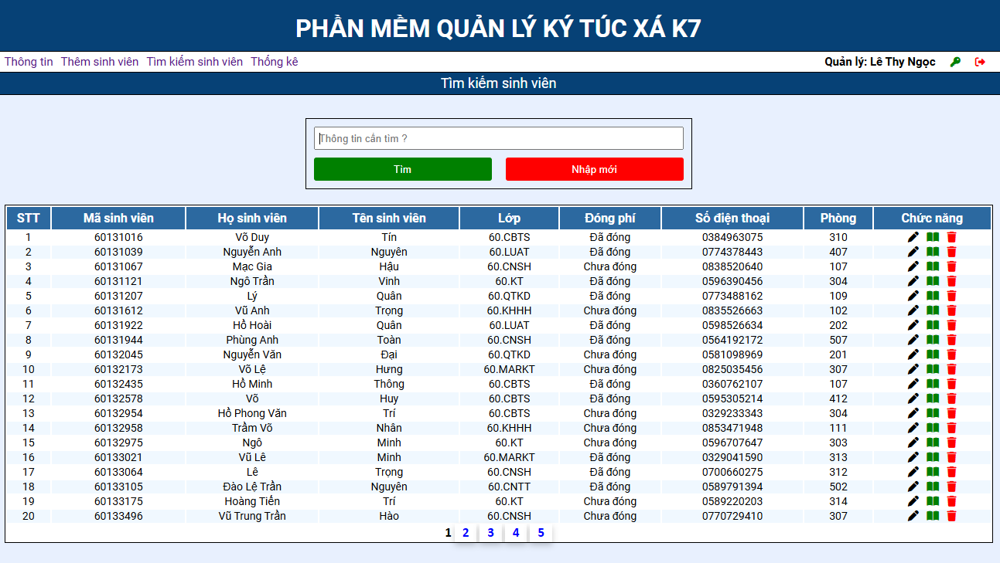 PHẦN MỀM QUẢN LÝ KÝ TÚC XÁ K7
Thông tin Thêm sinh viên Tìm kiếm sinh viên Thống kê Quản lý: Lê Thy Ngọc
Tìm kiếm sinh viên
Thông tin cần tìm ?
Tìm Nhập mới
STT Mã sinh viên Họ sinh viên Tên sinh viên Lớp Đóng phí Số điện thoại Phòng Chức năng
1 60131016 Võ Duy Tín 60.CBTS Đã đóng 0384963075 310
2 60131039 Nguyễn Anh Nguyên 60.LUAT Đã đóng 0774378443 407
3 60131067 Mạc Gia Hậu 60.CNSH Chưa đóng 0838520640 107
4 60131121 Ngô Trần Vinh 60.KT Đã đóng 0596390456 304
5 60131207 Lý Quân 60.QTKD Đã đóng 0773488162 109
6 60131612 Vũ Anh Trọng 60.KHHH Chưa đóng 0835526663 102
7 60131922 Hồ Hoài Quân 60.LUAT Đã đóng 0598526634 202
8 60131944 Phùng Anh Toàn 60.CNSH Đã đóng 0564192172 507
9 60132045 Nguyễn Văn Đại 60.QTKD Chưa đóng 0581098969 201
10 60132173 Võ Lệ Hưng 60.MARKT Chưa đóng 0825035456 307
11 60132435 Hồ Minh Thông 60.CBTS Đã đóng 0360762107 107
12 60132578 Võ Huy 60.CBTS Đã đóng 0595305214 412
13 60132954 Hồ Phong Văn Trí 60.CBTS Chưa đóng 0329233343 304
14 60132958 Trầm Võ Nhân 60.KHHH Chưa đóng 0853471948 111
15 60132975 Ngô Minh 60.KT Chưa đóng 0596707647 303
16 60133021 Vũ Lê Minh 60.MARKT Đã đóng 0329041590 313
17 60133064 Lê Trọng 60.CNSH Đã đóng 0700660275 312
18 60133105 Đào Lệ Trần Nguyên 60.CNTT Đã đóng 0589791394 502
19 60133175 Hoàng Tiến Trí 60.KT Chưa đóng 0589220203 314
20 60133496 Vũ Trung Trần Hào 60.CNSH Chưa đóng 0770729410 307
1 2 3 4 5